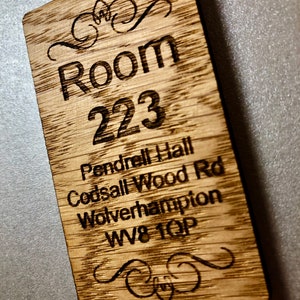 Room
223
Pendrell Hall
Codsall Wood Rd
Wolverhampton
WV8 1QP